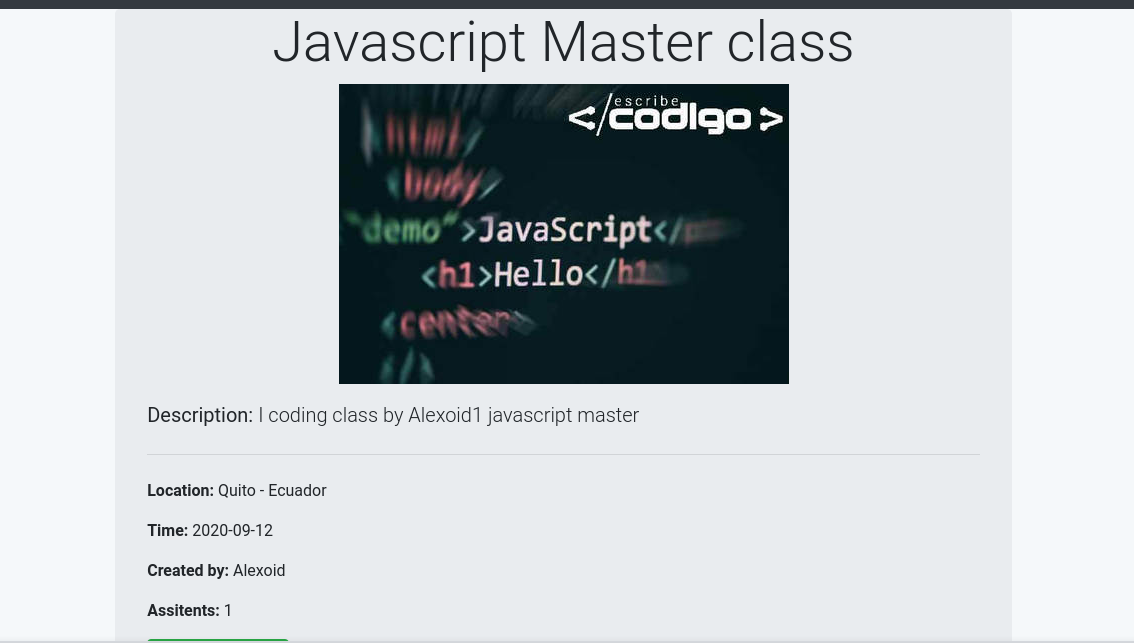 Javascript Master class
escribe
</codIgo >
html/
<body/
"demo">JavaScript</
<h1>Hello</h1
<center>
</
Description: I coding class by Alexoid1 javascript master
Location: Quito - Ecuador
Time: 2020-09-12
Created by: Alexoid
Assitents: 1